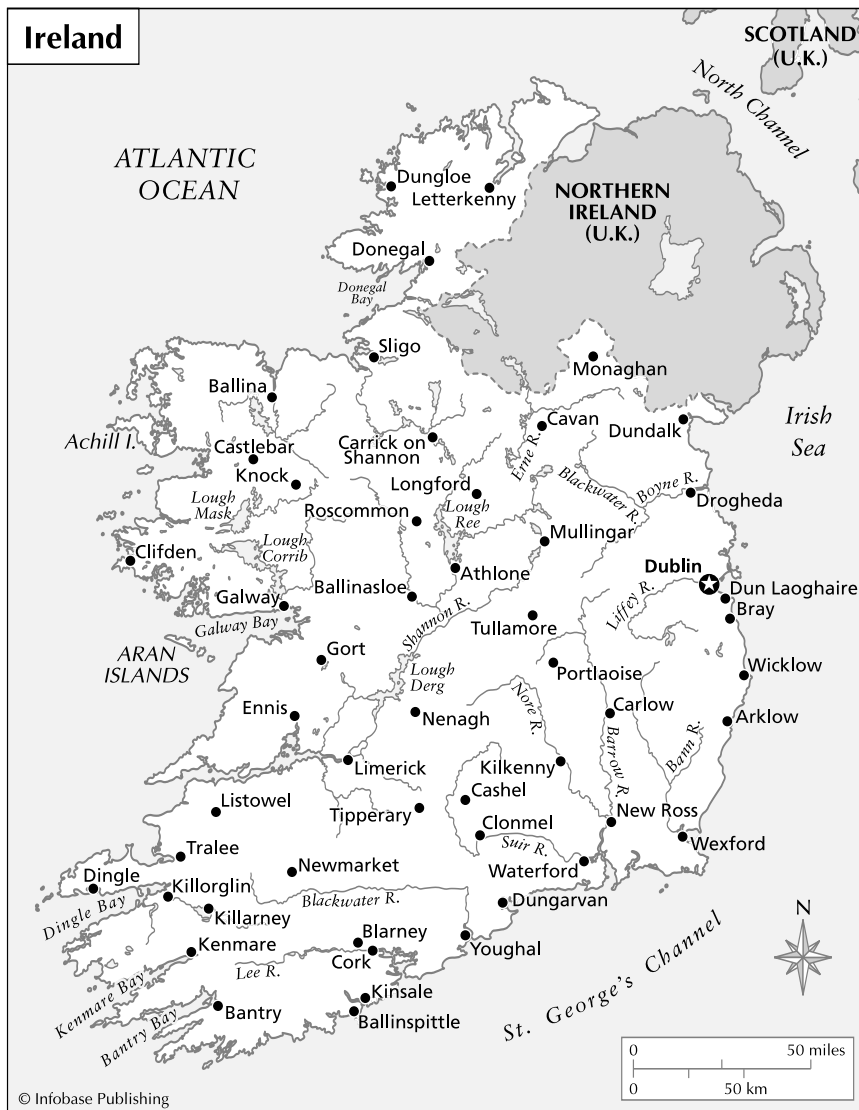 Ireland
SCOTLAND
(U.K.)
North Channel
ATLANTIC
OCEAN
Dungloe
Letterkenny
NORTHERN
IRELAND
(U.K.)
Donegal
Donegal
Bay
Sligo
Monaghan
Ballina
Irish
Sea
Achill I.
Cavan
Dundalk
Castlebar
Carrick on
Shannon
Erne R.
Knock
Longford
Blackwater R.
Boyne R.
Drogheda
Lough
Mask
Roscommon
Lough
Ree
Mullingar
Clifden
Lough
Corrib
Athlone
Dublin
Dun Laoghaire
Galway
Ballinasloe
Liffey R.
Bray
Galway Bay
Shannon R.
Tullamore
ARAN
ISLANDS
Gort
Lough
Derg
Portlaoise
Wicklow
Ennis
Nenagh
Nore R.
Carlow
Arklow
Limerick
Kilkenny
Barrow R.
Bann R.
Listowel
Tipperary
Cashel
New Ross
Clonmel
Suir R.
Wexford
Tralee
Waterford
Dingle
Newmarket
Killorglin
Dingle Bay
Blackwater R.
Dungarvan
Killarney
N
Kenmare
Blarney
Youghal
Cork
Lee R.
St. George's Channel
Kenmare Bay
Kinsale
Bantry
Ballinspittle
Bantry Bay
0 50 miles
0 50 km
© Infobase Publishing